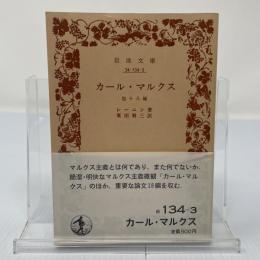 岩波文庫
34-134-3
カール・マルクス
他十八編
レーニン著
粟田賢三訳
マルクス主義とは何であり、また何でないか。
簡潔・明快なマルクス主義概観「カール・マル
クス」のほか、重要な論文18編を収む。
白134-3
カール・マルクス
定価500円